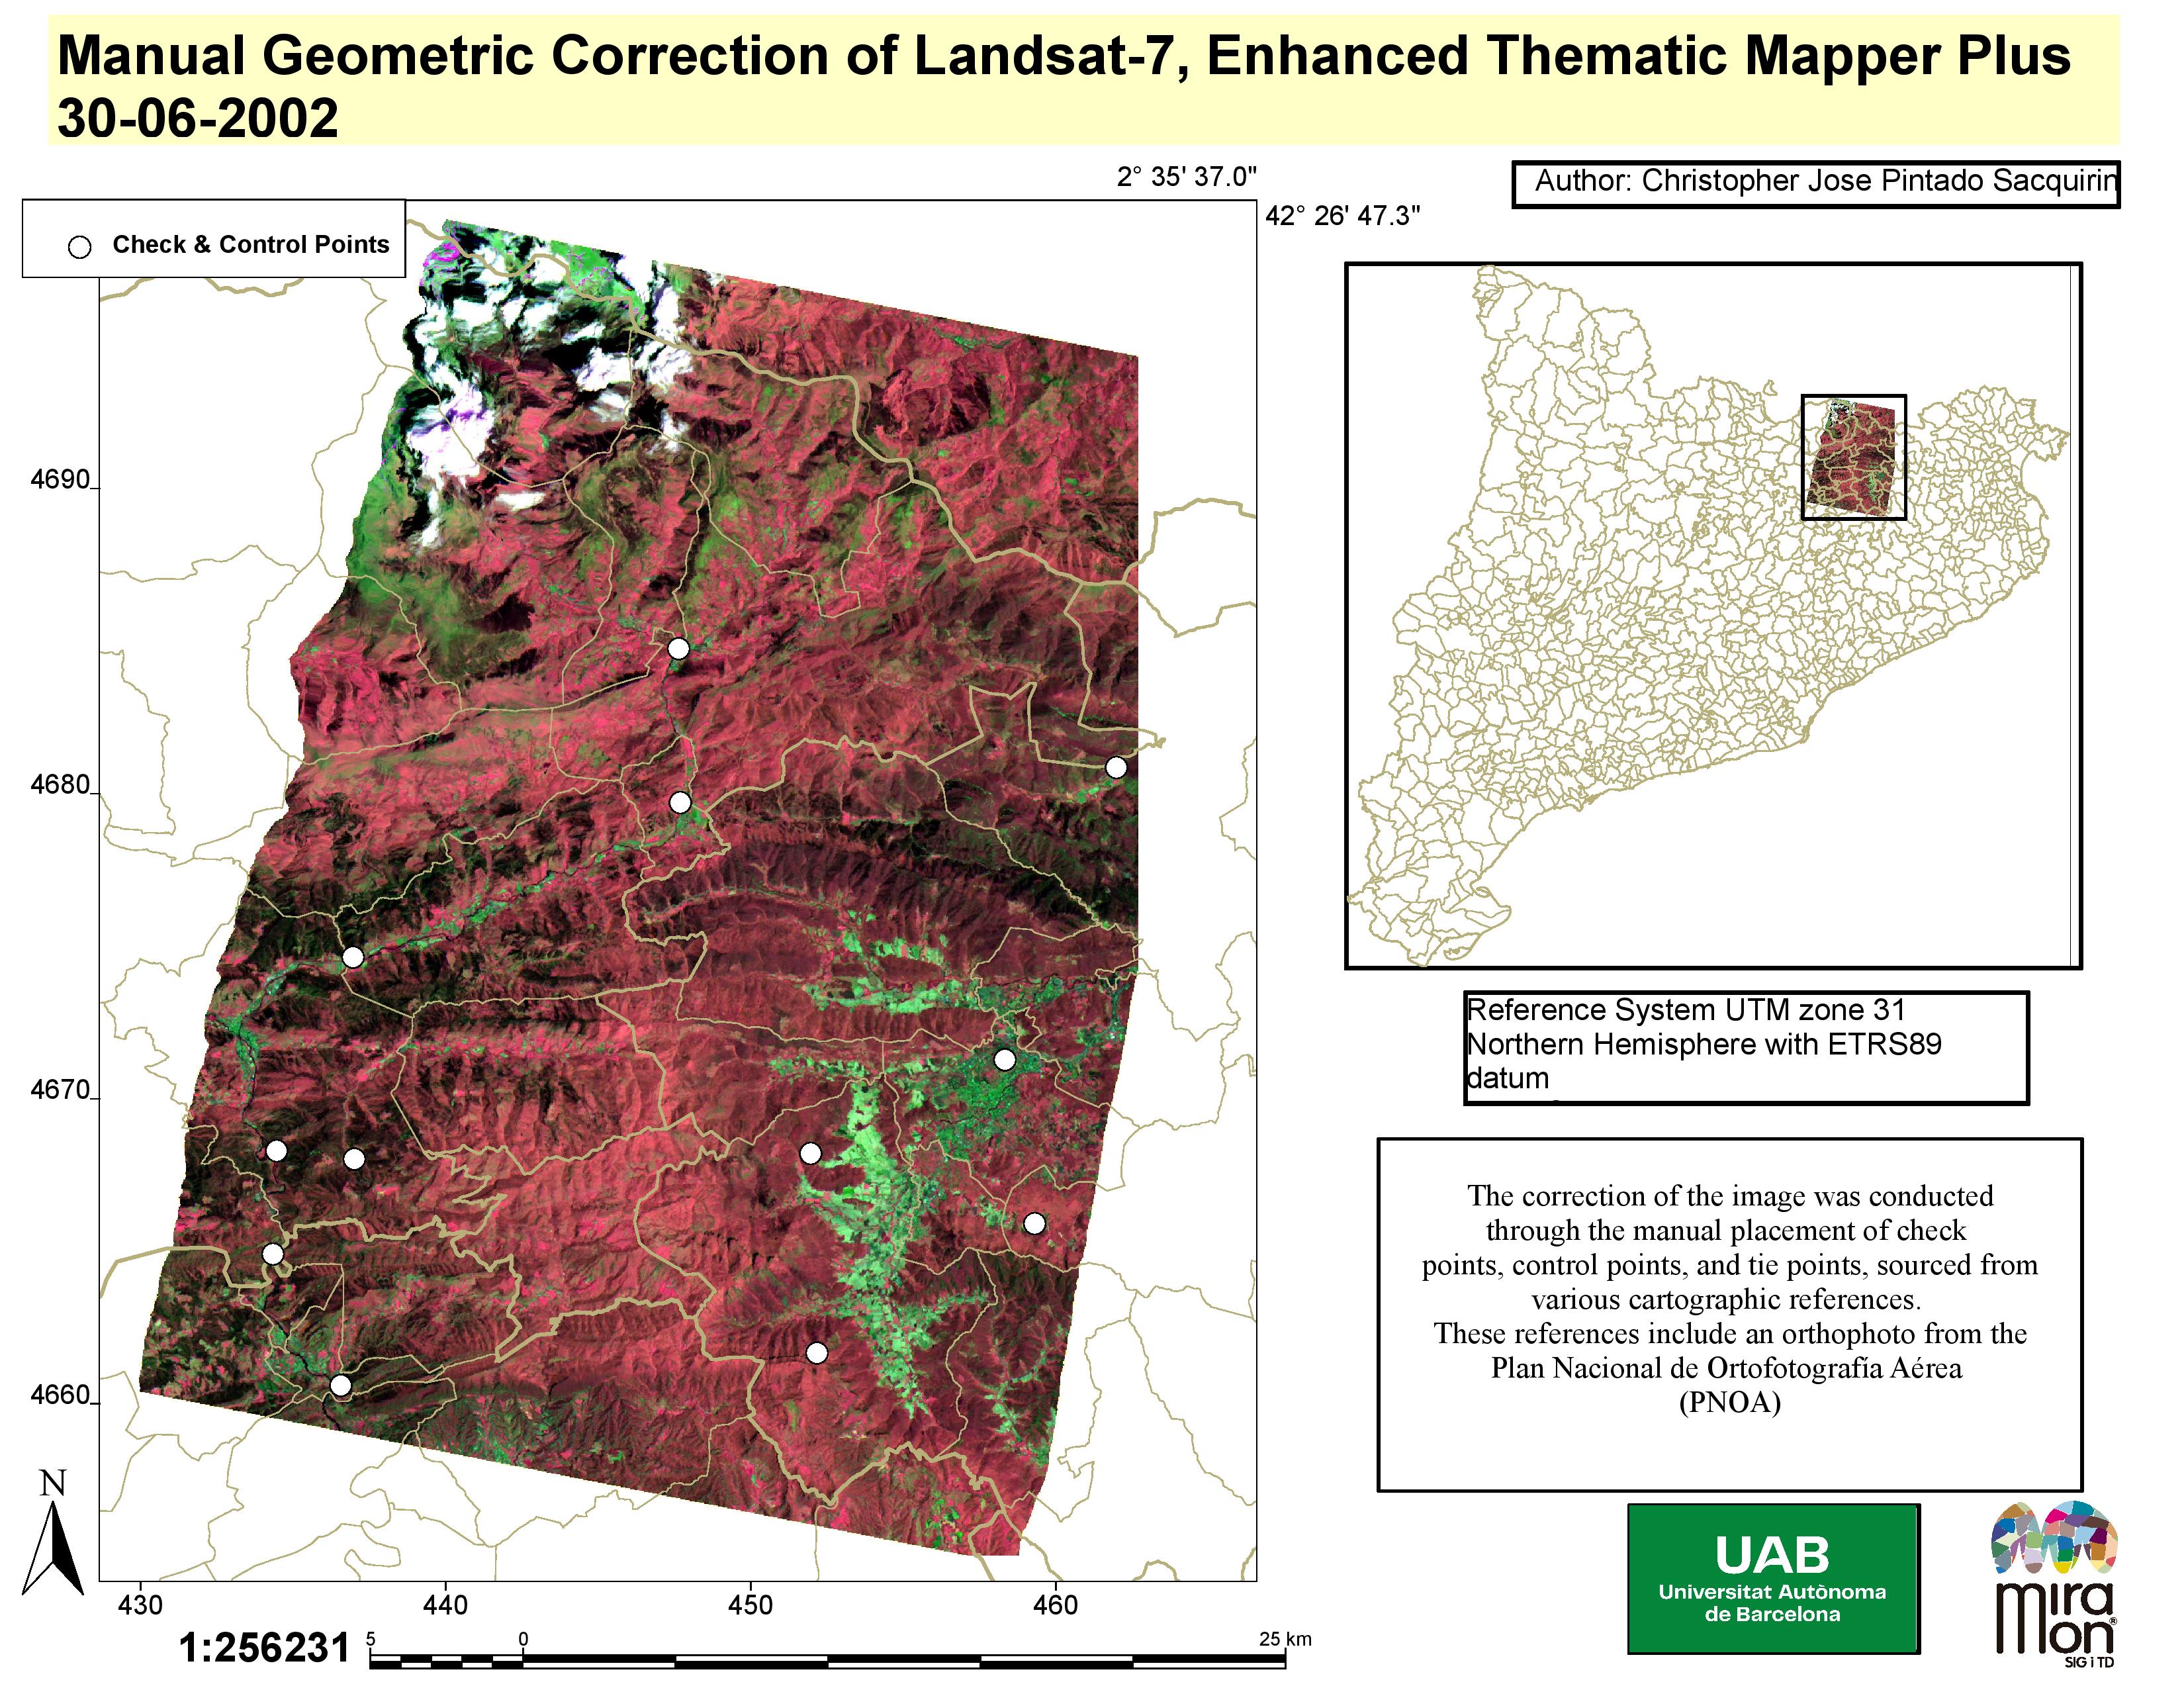 Manual Geometric Correction of Landsat-7, Enhanced Thematic Mapper Plus
30-06-2002
2° 35' 37.0"
42° 26' 47.3"
Author: Christopher Jose Pintado Sacquirin
Check & Control Points
4690
4680
4670
4660
N
430
440
450
460
1:256231
5
0
25 km
Reference System UTM zone 31
Northern Hemisphere with ETRS89
datum
The correction of the image was conducted
through the manual placement of check
points, control points, and tie points, sourced from
various cartographic references.
These references include an orthophoto from the
Plan Nacional de Ortofotografía Aérea
(PNOA)
UAB
Universitat Autònoma
de Barcelona
mira
mon®
SIG i TD